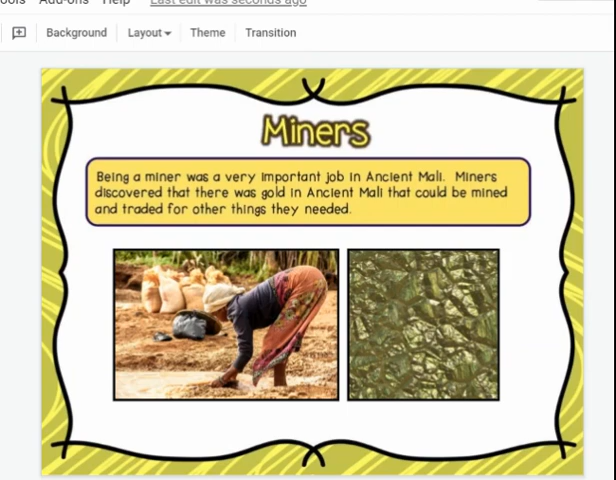 Add-ons Help Last edit was seconds ago
Background Layout Theme Transition
Miners
Being a miner was a very important job in Ancient Mali. Miners
discovered that there was gold in Ancient Mali that could be mined
and traded for other things they needed.